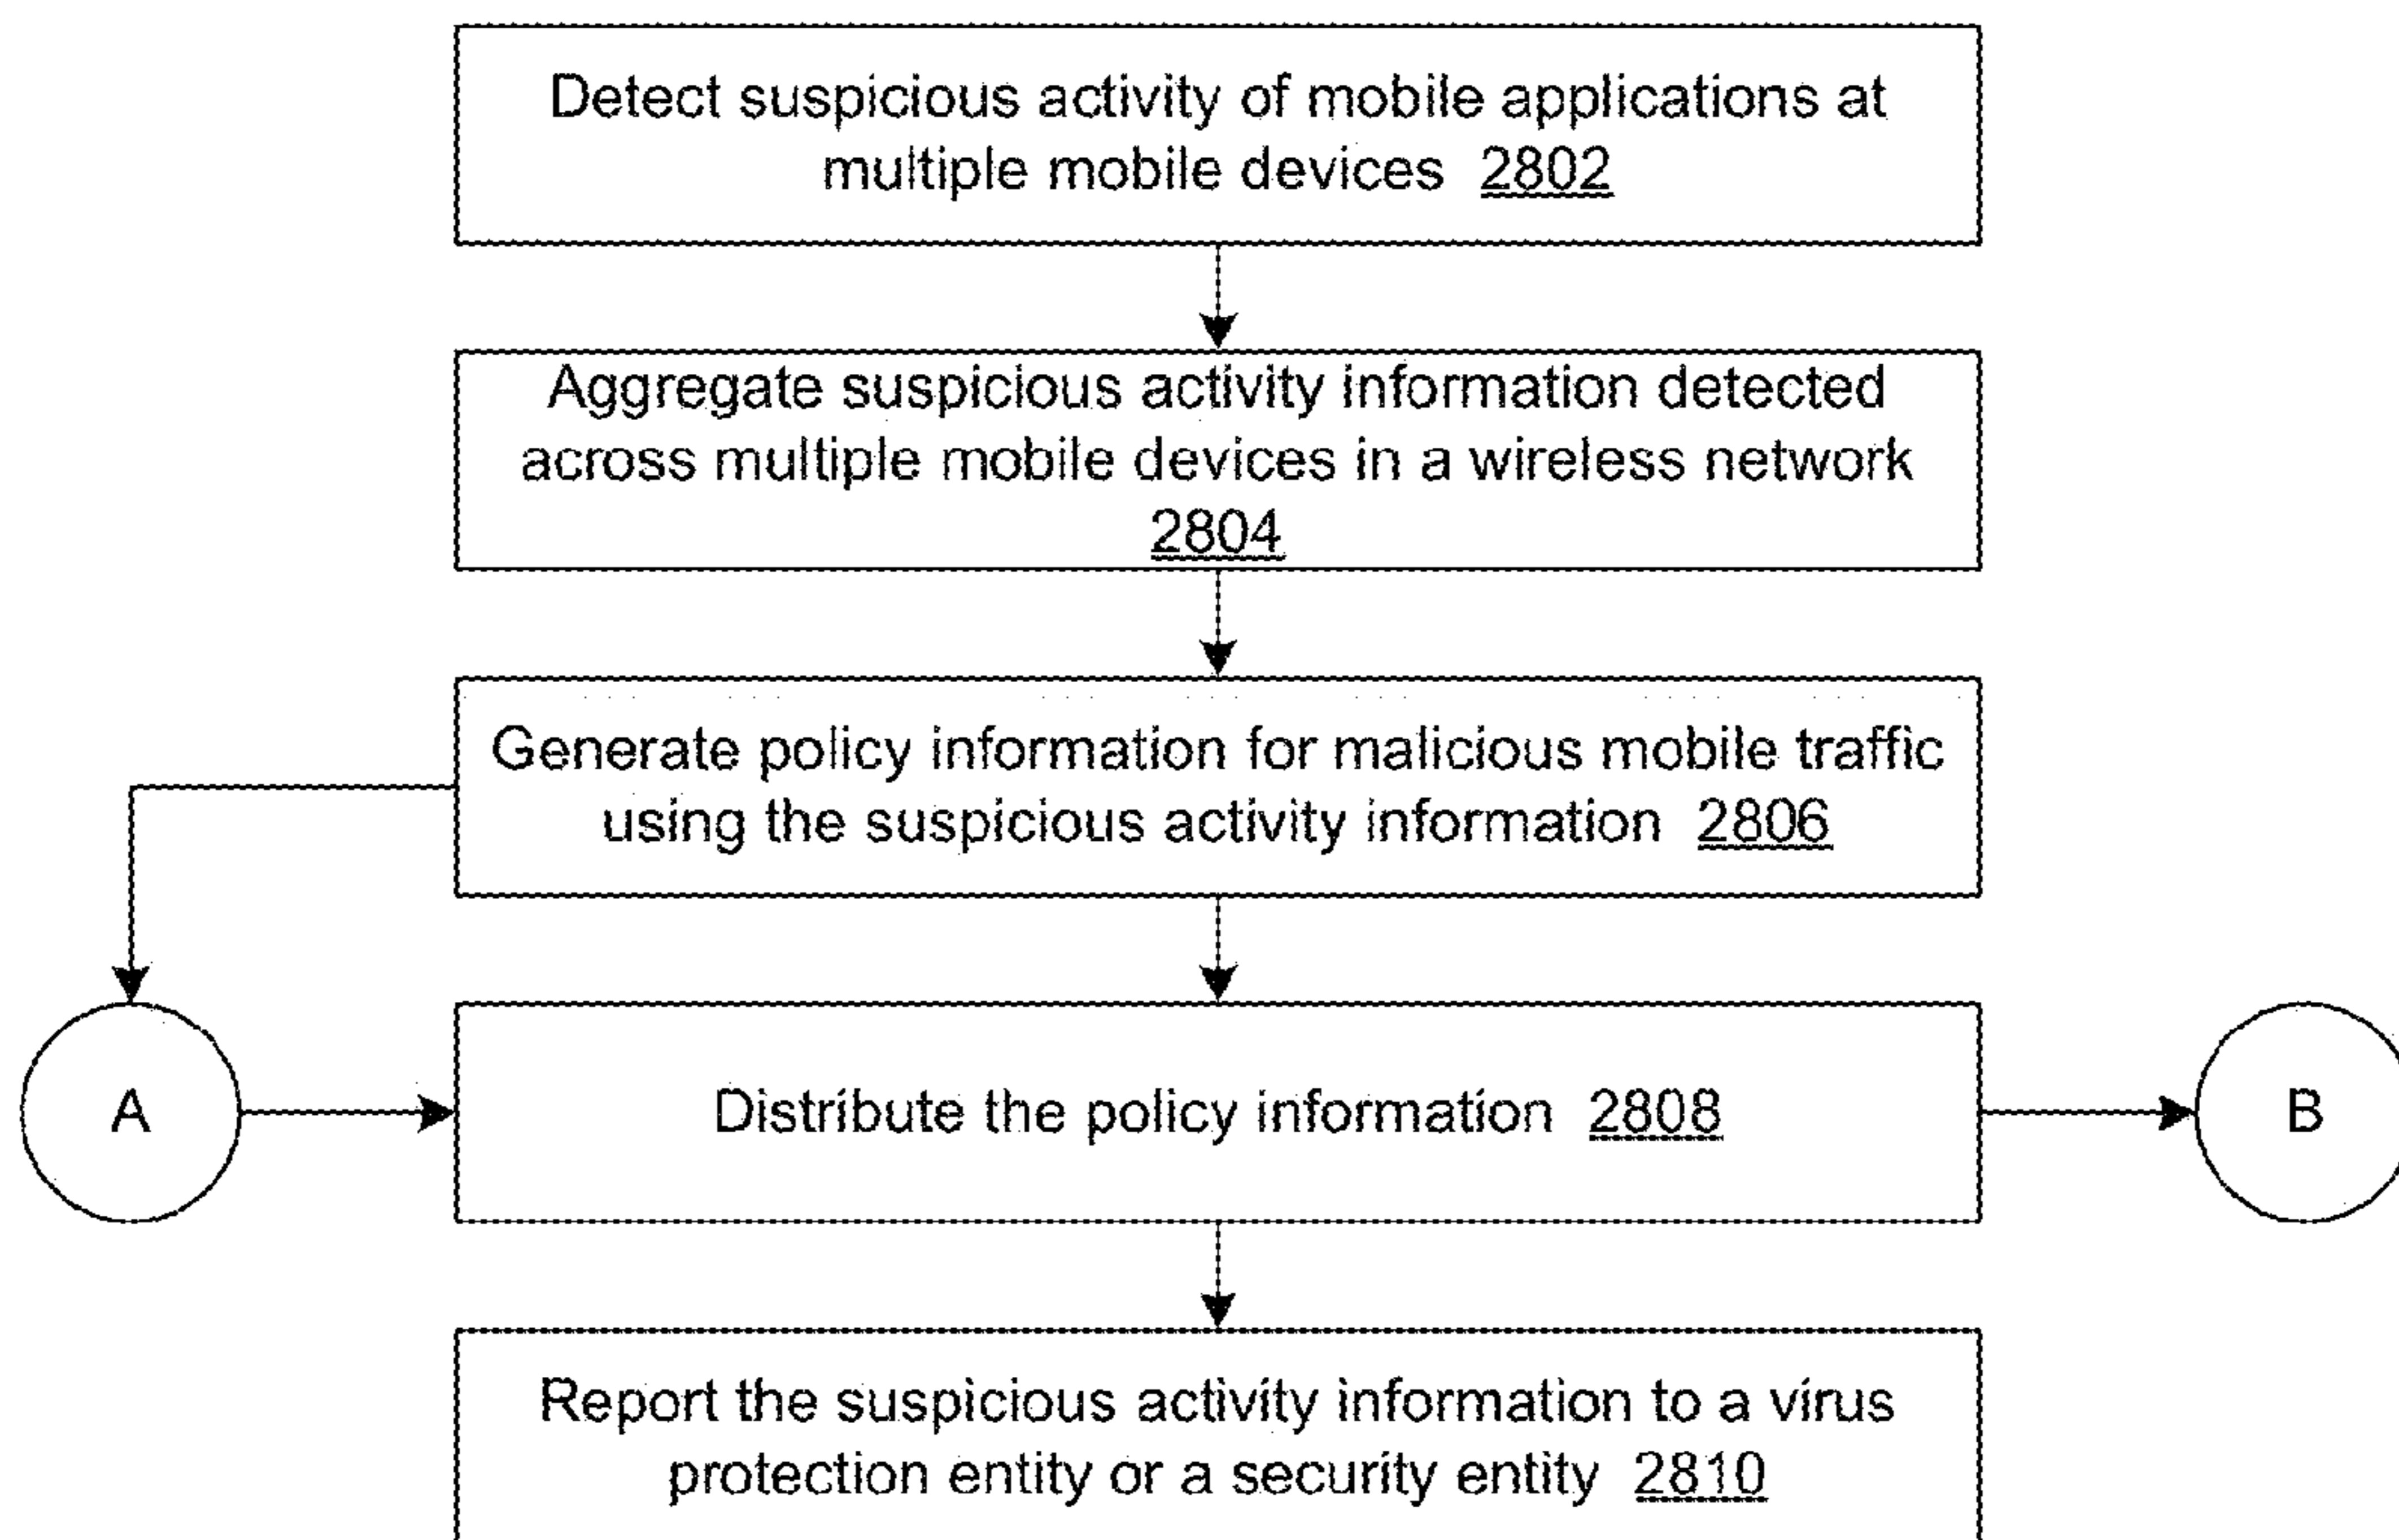 Detect suspicious activity of mobile applications at
multiple mobile devices 2802
Aggregate suspicious activity information detected
across multiple mobile devices in a wireless network
2804
Generate policy information for malicious mobile traffic
using the suspicious activity information 2806
A
Distribute the policy information 2808
B
Report the suspicious activity information to a virus
protection entity or a security entity 2810